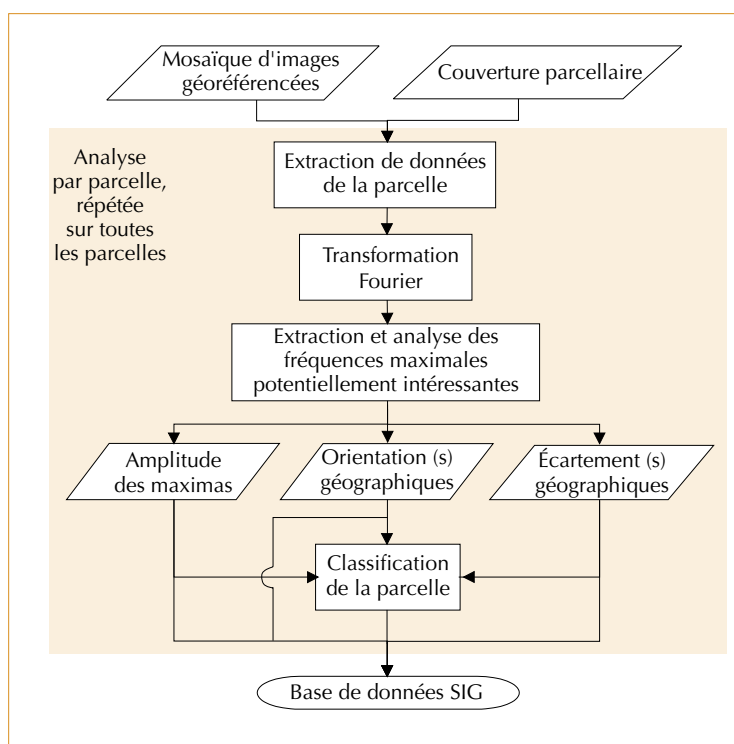 Mosaïque d'images
géoréférencées
Couverture parcellaire
Analyse
par parcelle,
répétée
sur toutes
les parcelles
Extraction de données
de la parcelle
Transformation
Fourier
Extraction et analyse des
fréquences maximales
potentiellement intéressantes
Amplitude
des maximas
Orientation (s)
géographiques
Écartement (s)
géographiques
Classification
de la parcelle
Base de données SIG